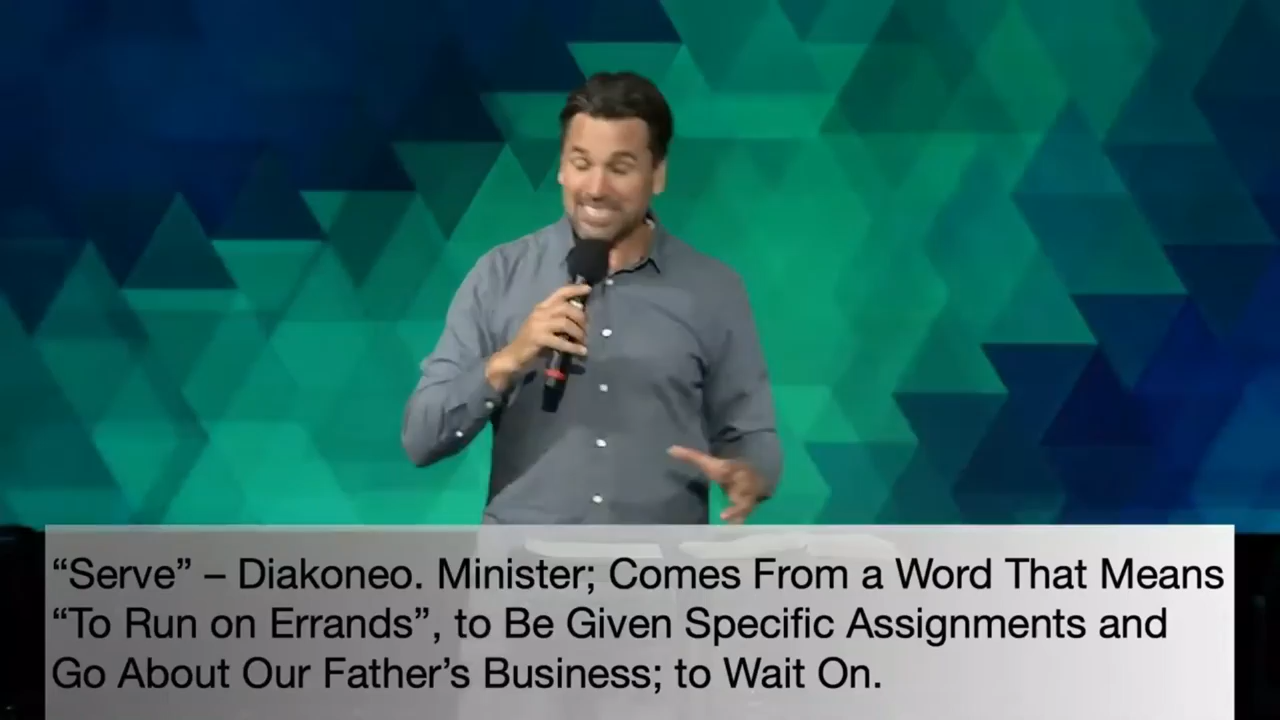 “Serve” – Diakoneo. Minister; Comes From a Word That Means
“To Run on Errands”, to Be Given Specific Assignments and
Go About Our Father’s Business; to Wait On.